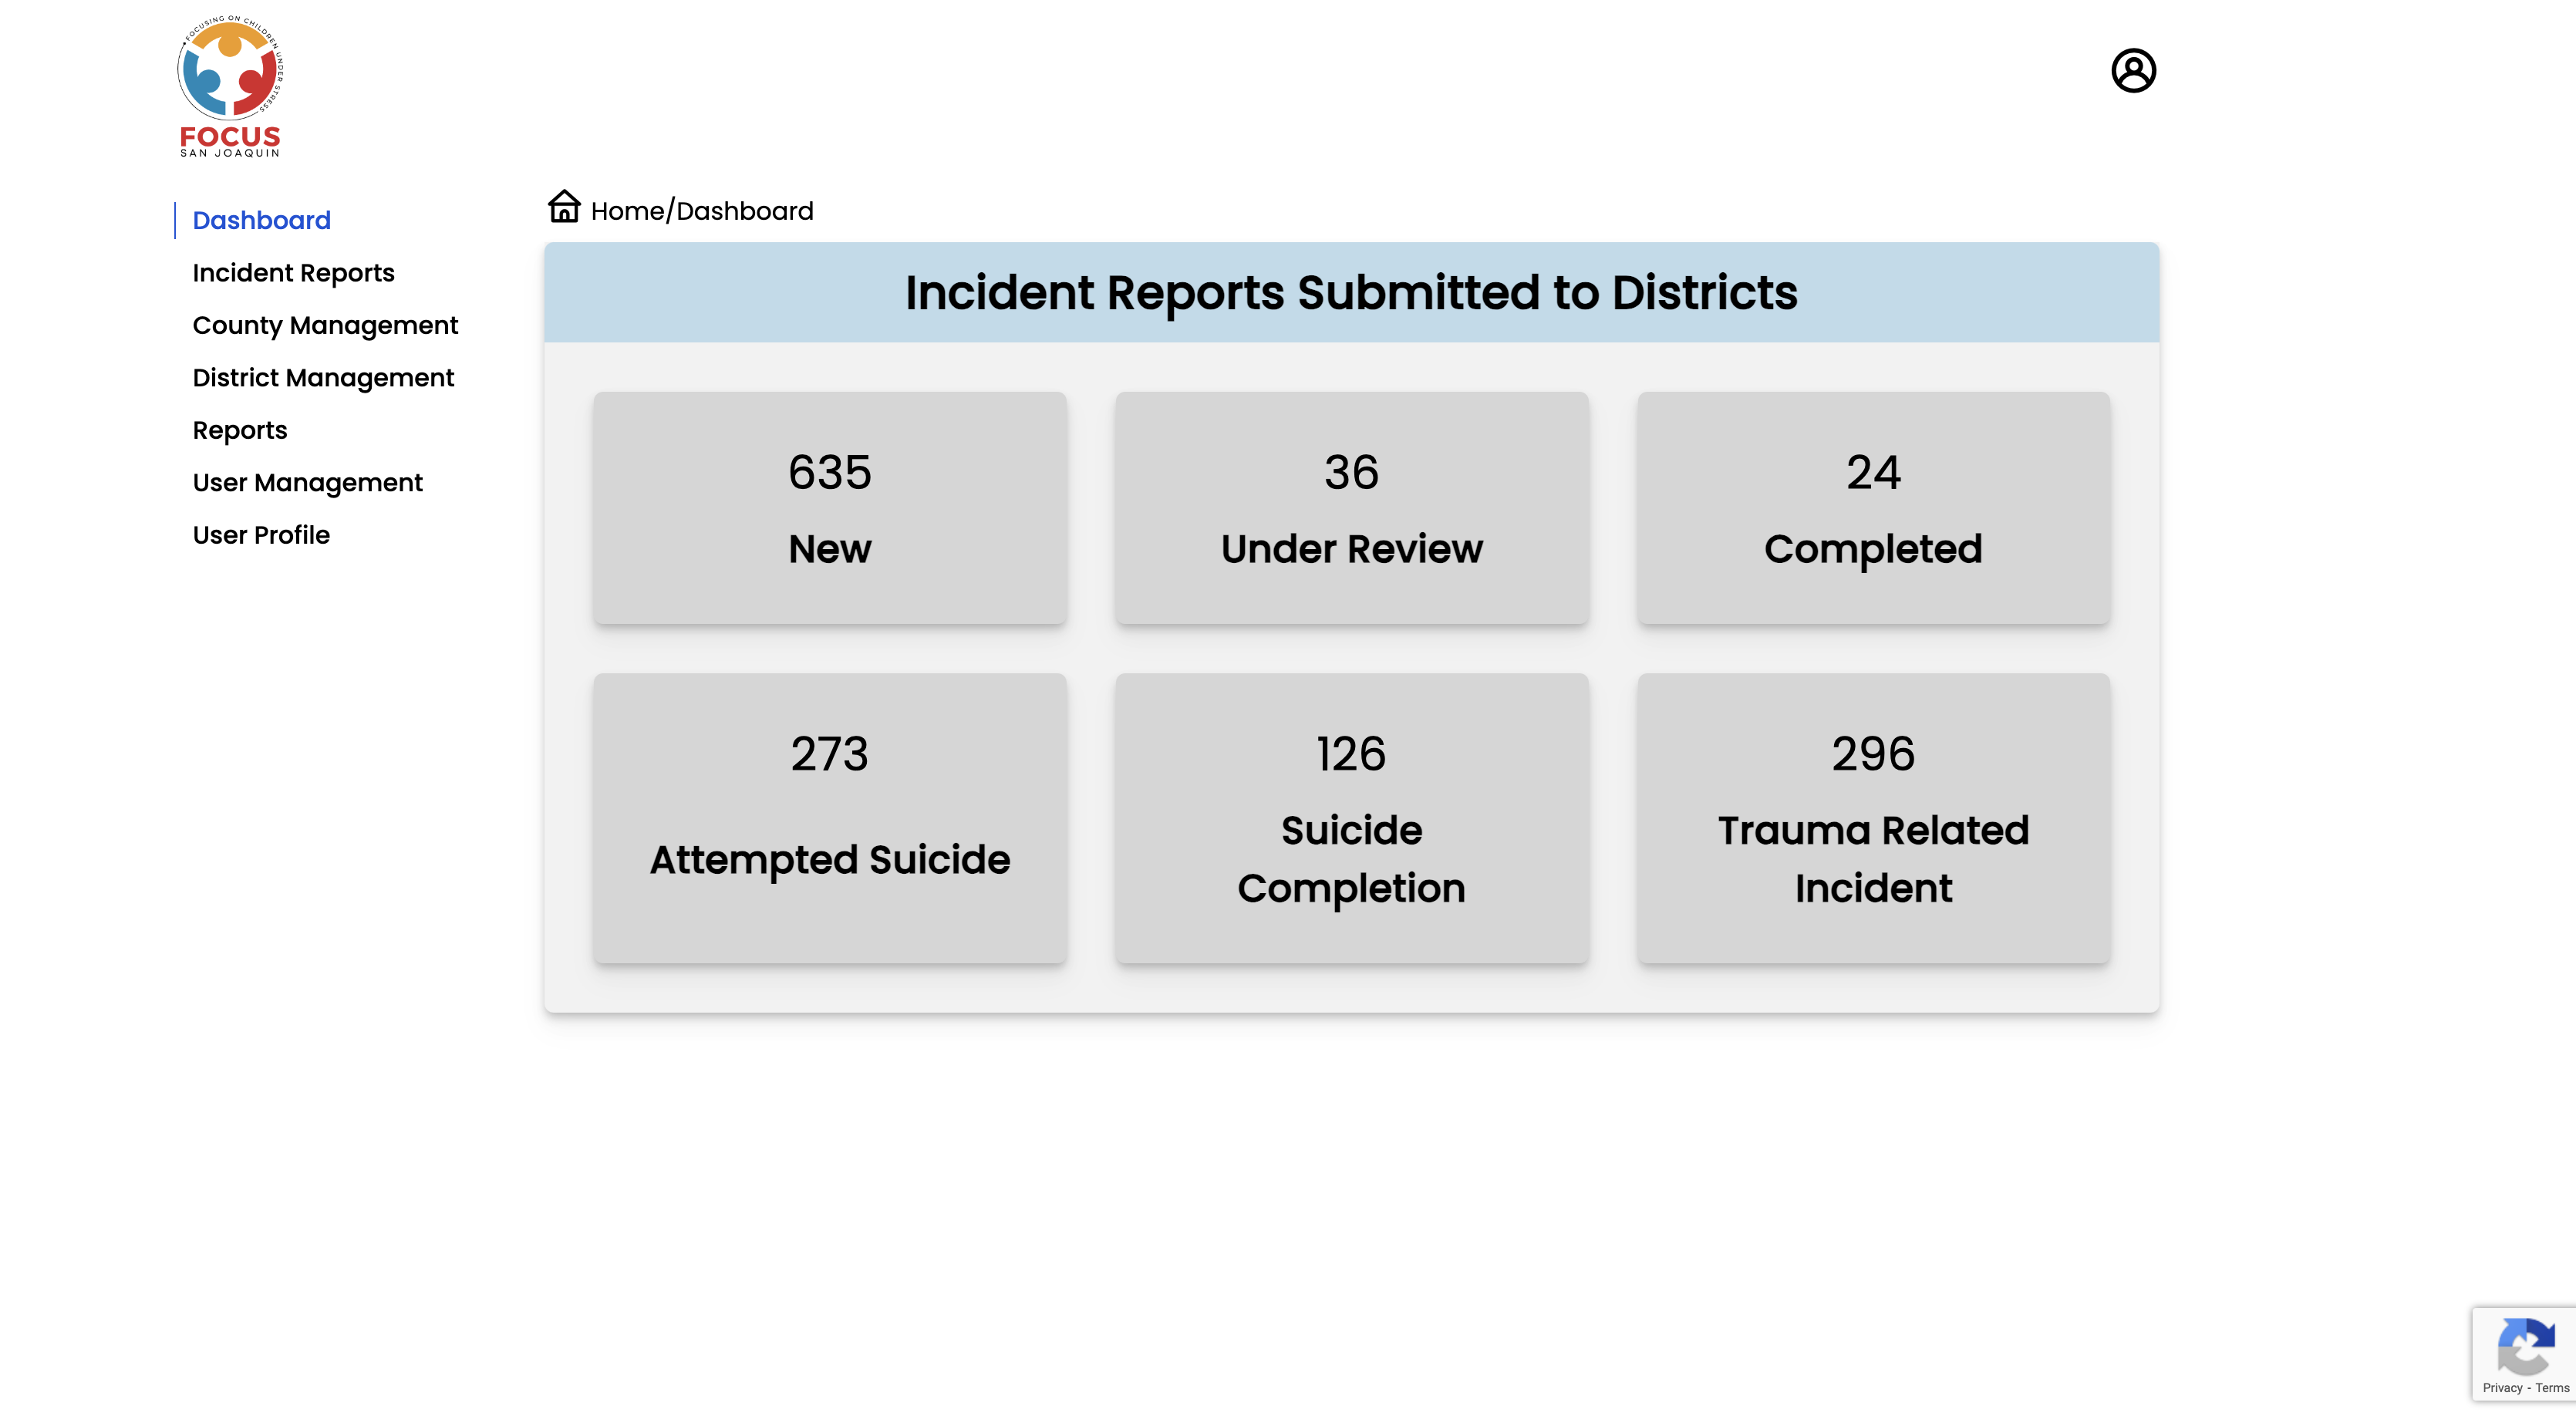 FOCUSING ON CHILDREN UNDER STRESS
FOCUS
SAN JOAQUIN
Dashboard
Incident Reports
County Management
District Management
Reports
User Management
User Profile
Home/Dashboard
Incident Reports Submitted to Districts
635
New
36
Under Review
24
Completed
273
Attempted Suicide
126
Suicide
Completion
296
Trauma Related
Incident
Privacy - Terms